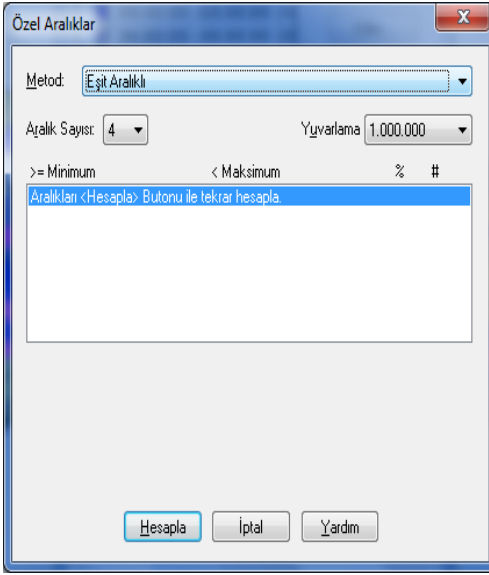 Özel Aralıklar
Metod: Eşit Aralıklı
Aralık Sayısı: 4 Yuvarlama 1.000.000
>= Minimum < Maksimum % #
Aralıkları <Hesapla> Butonu ile tekrar hesapla.
Hesapla İptal Yardım